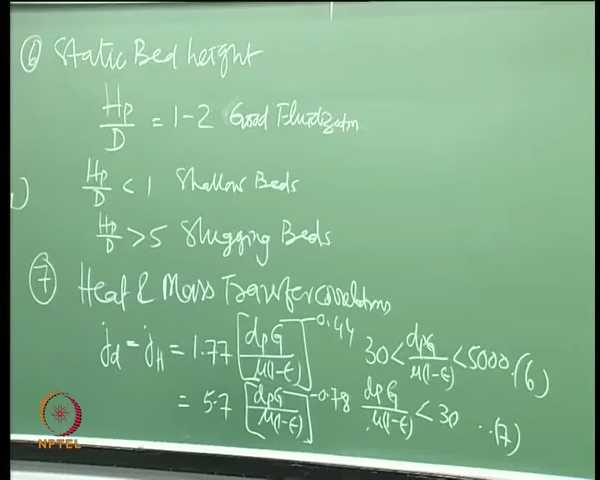 ⑥ Static Bed height
Hp/D = 1-2 Good Fluidization
Hp/D < 1 Shallow Beds
Hp/D > 5 Slugging Beds
⑦ Heat & Mass Transfer correlations
jd = jH = 1.77 [dpG/μ(1-ε)]^-0.44 30 < dpG/μ(1-ε) < 5000 .(6)
= 5.7 [dpG/μ(1-ε)]^-0.78 dpG/μ(1-ε) < 30 ..(7)
NPTEL